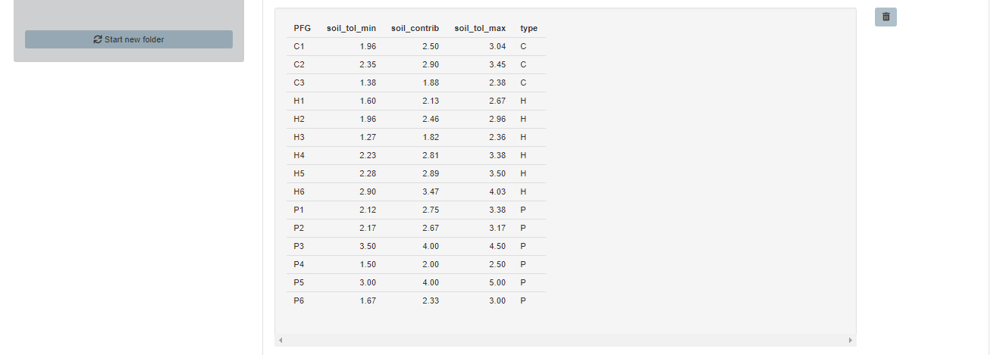 Start new folder
PFG soil_tol_min soil_contrib soil_tol_max type
C1 1.96 2.50 3.04 C
C2 2.35 2.90 3.45 C
C3 1.38 1.88 2.38 C
H1 1.60 2.13 2.67 H
H2 1.96 2.46 2.96 H
H3 1.27 1.82 2.36 H
H4 2.23 2.81 3.38 H
H5 2.28 2.89 3.50 H
H6 2.90 3.47 4.03 H
P1 2.12 2.75 3.38 P
P2 2.17 2.67 3.17 P
P3 3.50 4.00 4.50 P
P4 1.50 2.00 2.50 P
P5 3.00 4.00 5.00 P
P6 1.67 2.33 3.00 P